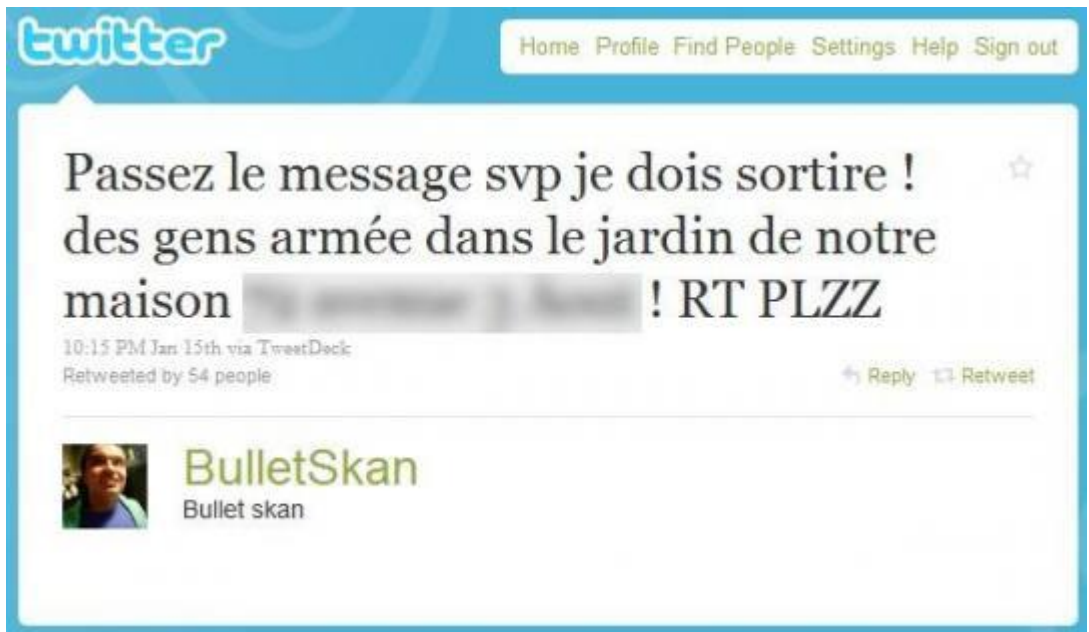 twitter
Home Profile Find People Settings Help Sign out
Passez le message svp je dois sortire !
des gens armée dans le jardin de notre
maison ! RT PLZZ
10:15 PM Jan 15th via TweetDeck
Retweeted by 54 people
Reply Retweet
BulletSkan
Bullet skan